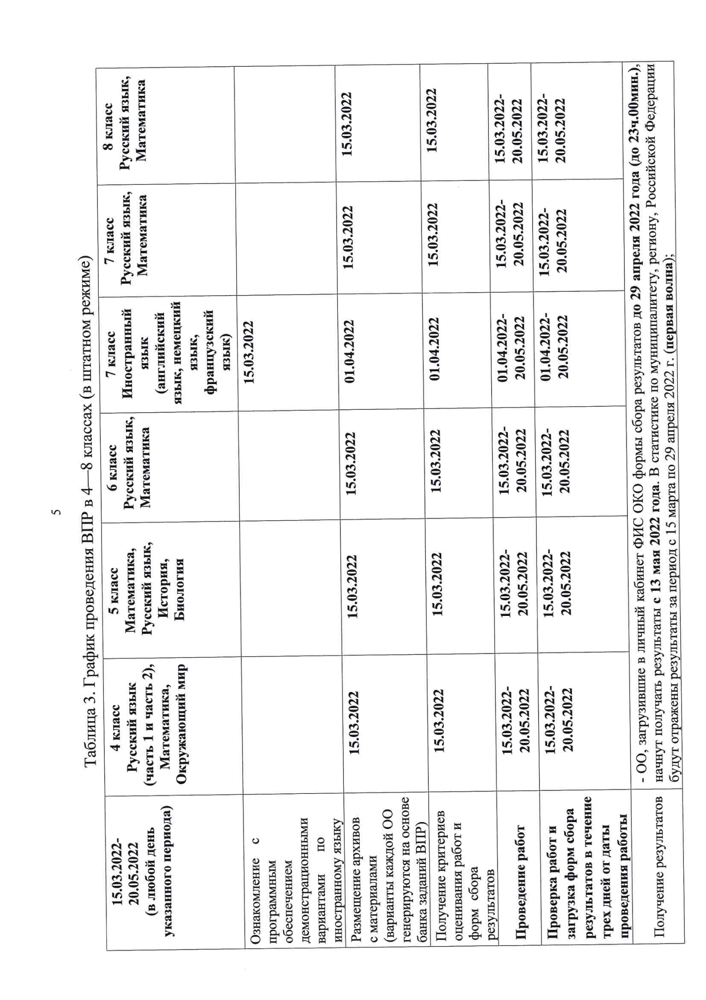 5
Таблица 3. График проведения ВПР в 4—8 классах (в штатном режиме)
15.03.2022-
20.05.2022
(в любой день
указанного периода)
4 класс
Русский язык
(часть 1 и часть 2),
Математика,
Окружающий мир
5 класс
Математика,
Русский язык,
История,
Биология
6 класс
Русский язык,
Математика
7 класс
Иностранный
язык
(английский
язык, немецкий
язык,
французский
язык)
7 класс
Русский язык,
Математика
8 класс
Русский язык,
Математика
Ознакомление с
программным
обеспечением
демонстрационными
вариантами по
иностранному языку
15.03.2022
Размещение архивов
с материалами
(варианты каждой ОО
генерируются на основе
банка заданий ВПР)
15.03.2022
15.03.2022
15.03.2022
01.04.2022
15.03.2022
15.03.2022
Получение критериев
оценивания работ и
форм сбора
результатов
15.03.2022
15.03.2022
15.03.2022
01.04.2022
15.03.2022
15.03.2022
Проведение работ
15.03.2022-
20.05.2022
15.03.2022-
20.05.2022
15.03.2022-
20.05.2022
01.04.2022-
20.05.2022
15.03.2022-
20.05.2022
15.03.2022-
20.05.2022
Проверка работ и
загрузка форм сбора
результатов в течение
трех дней от даты
проведения работы
15.03.2022-
20.05.2022
15.03.2022-
20.05.2022
15.03.2022-
20.05.2022
01.04.2022-
20.05.2022
15.03.2022-
20.05.2022
15.03.2022-
20.05.2022
Получение результатов
- ОО, загрузившие в личный кабинет ФИС ОКО формы сбора результатов до 29 апреля 2022 года (до 23ч.00мин.),
начнут получать результаты с 13 мая 2022 года. В статистике по муниципалитету, региону, Российской Федерации
будут отражены результаты за период с 15 марта по 29 апреля 2022 г. (первая волна);